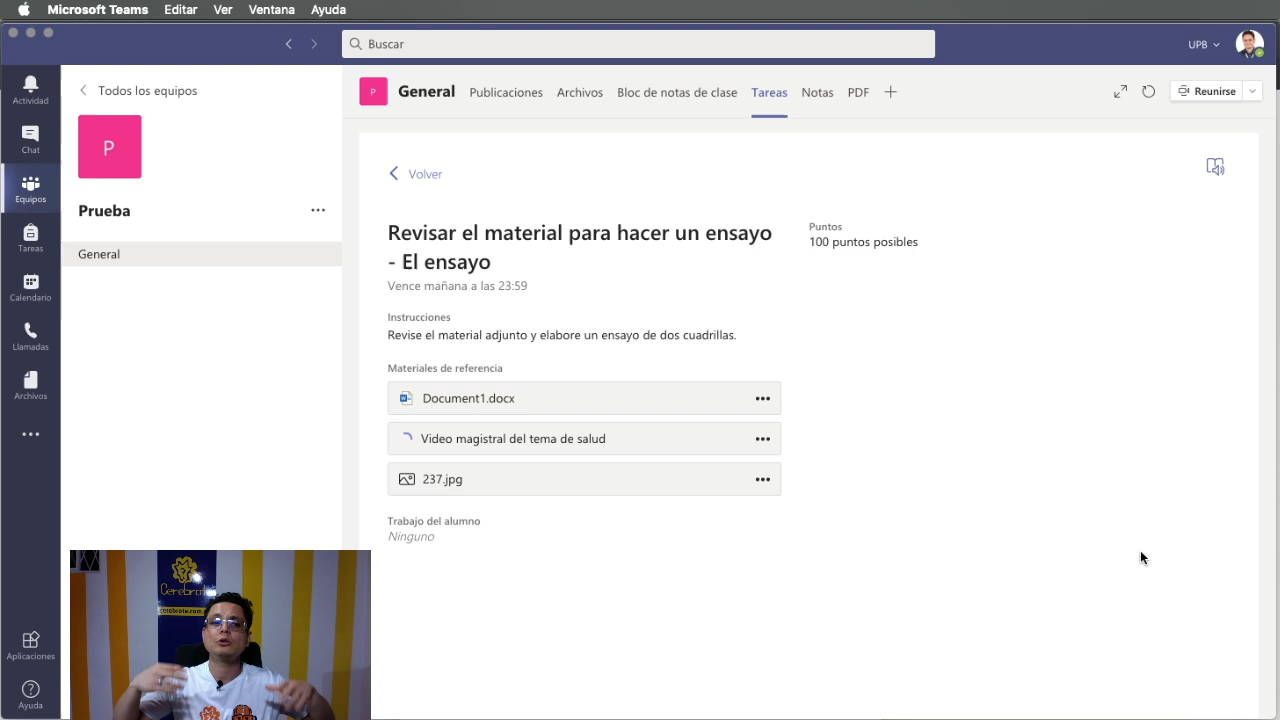 Microsoft Teams Editar Ver Ventana Ayuda
Buscar
UPB
Actividad
Chat
Equipos
Tareas
Calendario
Llamadas
Archivos
Aplicaciones
Ayuda
Todos los equipos
P
Prueba
General
P
General Publicaciones Archivos Bloc de notas de clase Tareas Notas PDF
Reunirse
Volver
Revisar el material para hacer un ensayo
- El ensayo
Vence mañana a las 23:59
Puntos
100 puntos posibles
Instrucciones
Revise el material adjunto y elabore un ensayo de dos cuadrillas.
Materiales de referencia
Document1.docx
Video magistral del tema de salud
237.jpg
Trabajo del alumno
Ninguno